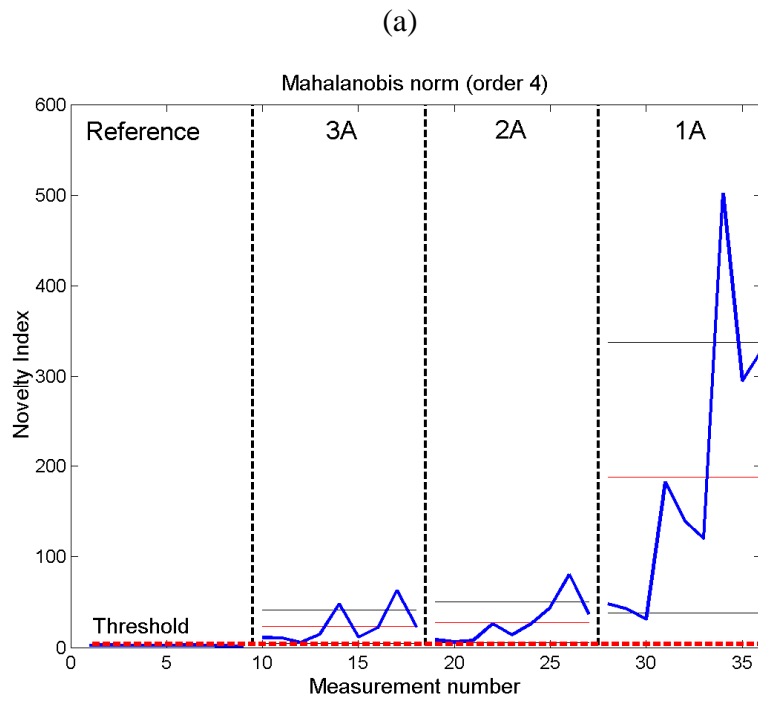 (a)
Mahalanobis norm (order 4)
600
500
400
300
200
100
0
Novelty Index
Reference
3A
2A
1A
Threshold
0 5 10 15 20 25 30 35
Measurement number